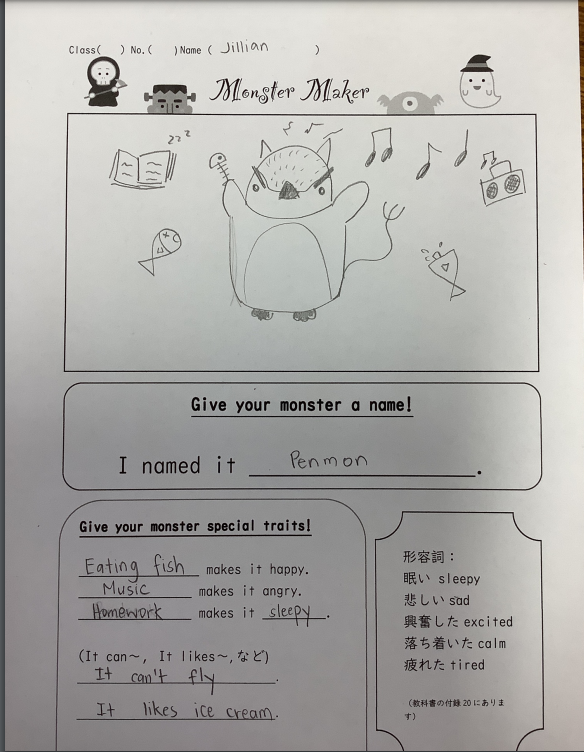 Class(　) No.(　)Name ( Jillian 　)
Monster Maker
zzz
Give your monster a name!
I named it Penmon.
Give your monster special traits!
Eating fish makes it happy.
Music makes it angry.
Homework makes it sleepy.
(It can～, It likes～,など)
It can't fly.
It likes ice cream.
形容詞：
眠い sleepy
悲しい sad
興奮した excited
落ち着いた calm
疲れた tired
（教科書の付録20にありま
す）